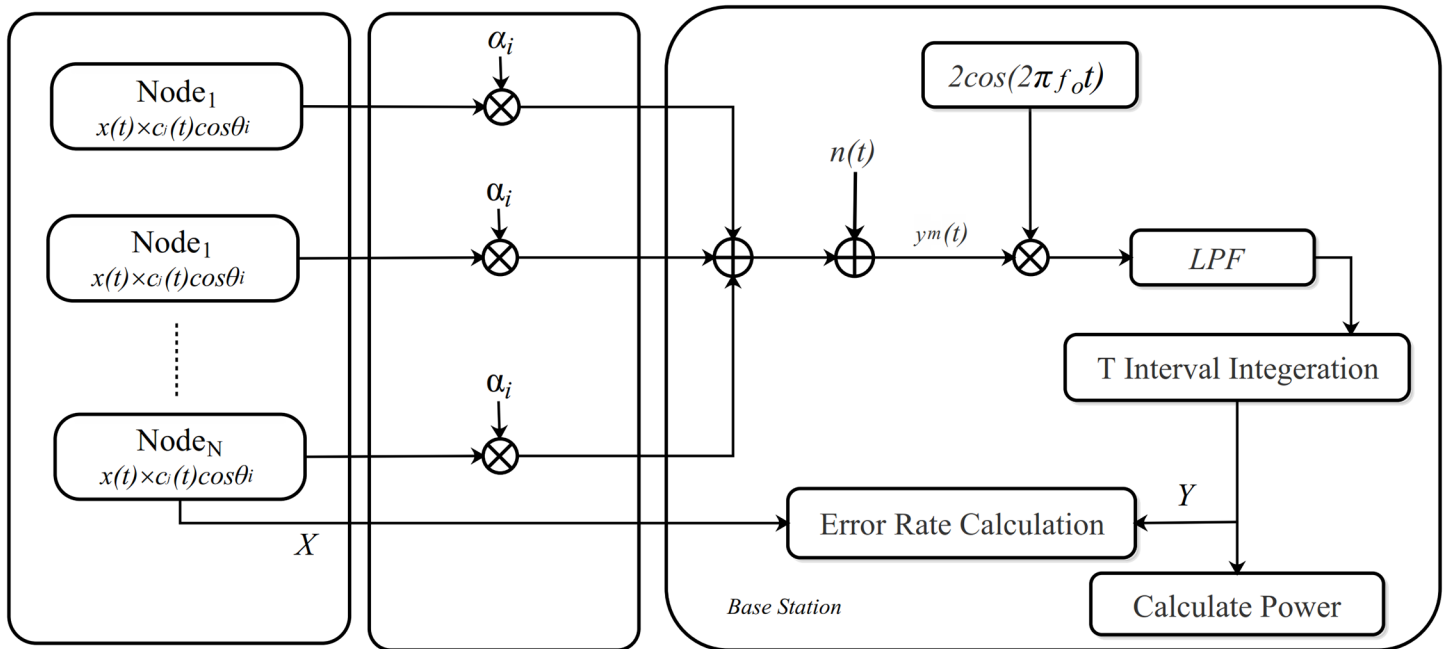 Node₁
x(t)×cᵢ(t)cosθᵢ
αᵢ
Node₁
x(t)×cᵢ(t)cosθᵢ
αᵢ
Node_N
x(t)×cᵢ(t)cosθᵢ
αᵢ
X
2cos(2πfₒt)
n(t)
yᵐ(t)
LPF
T Interval Integeration
Y
Error Rate Calculation
Calculate Power
Base Station